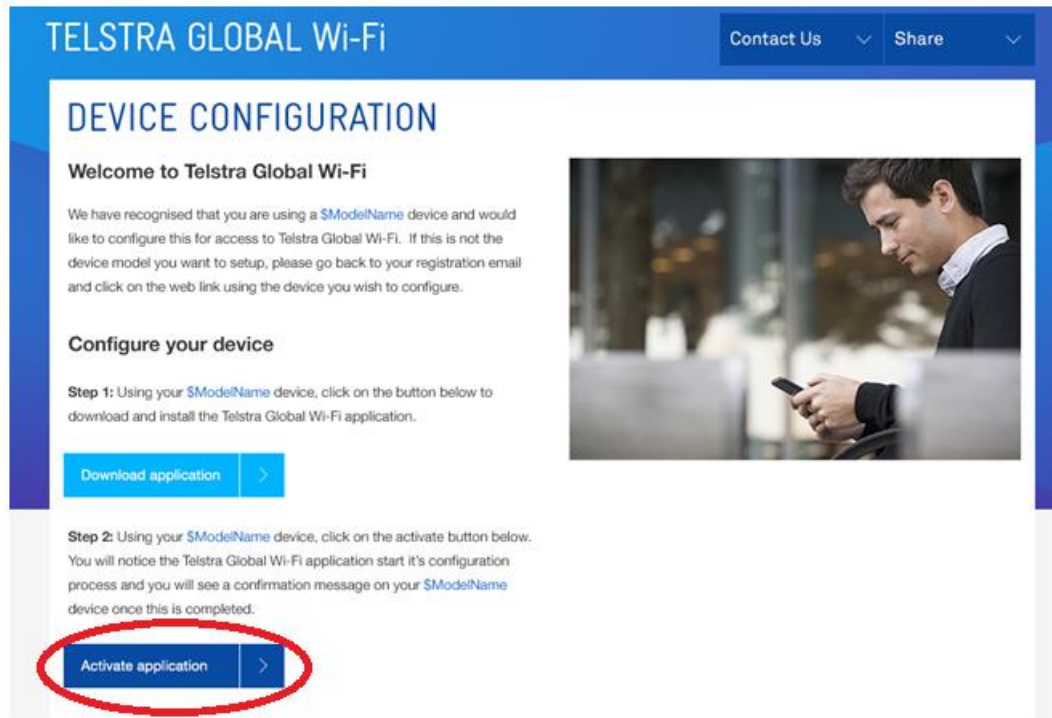 TELSTRA GLOBAL Wi-Fi
Contact Us
Share
DEVICE CONFIGURATION
Welcome to Telstra Global Wi-Fi
We have recognised that you are using a $ModelName device and would
like to configure this for access to Telstra Global Wi-Fi. If this is not the
device model you want to setup, please go back to your registration email
and click on the web link using the device you wish to configure.
Configure your device
Step 1: Using your $ModelName device, click on the button below to
download and install the Telstra Global Wi-Fi application.
Download application
Step 2: Using your $ModelName device, click on the activate button below.
You will notice the Telstra Global Wi-Fi application start it's configuration
process and you will see a confirmation message on your $ModelName
device once this is completed.
Activate application